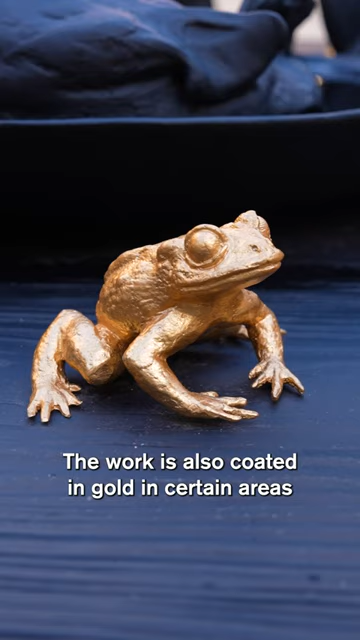 The work is also coated
in gold in certain areas